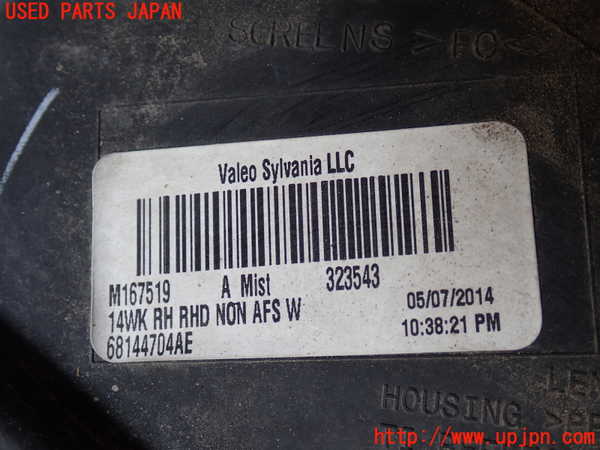 USED PARTS JAPAN
SCREENS >PC<
Valeo Sylvania LLC
M167519 A Mist 323543
14WK RH RHD NON AFS W
68144704AE
05/07/2014
10:38:21 PM
HOUSING
http://www.upjpn.com/